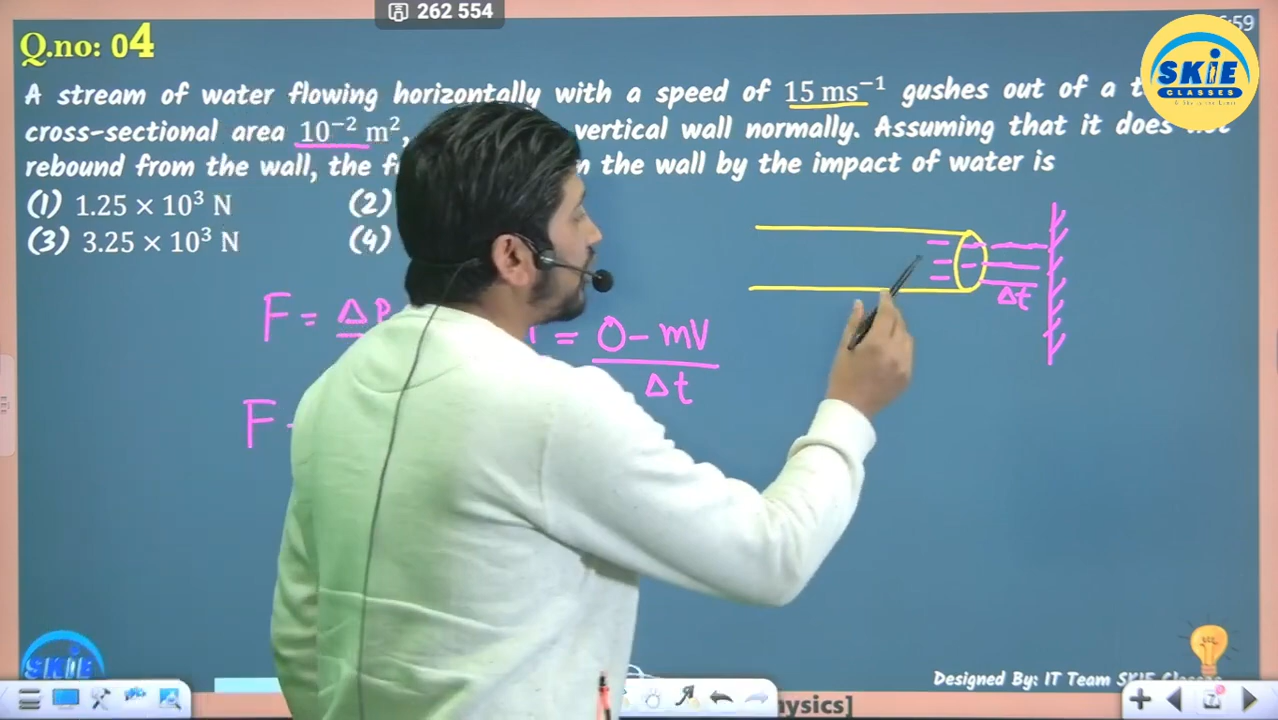 262 554
:59
Q.no: 04
SKIE
CLASSES
A stream of water flowing horizontally with a speed of 15 ms⁻¹ gushes out of a
cross-sectional area 10⁻² m², vertical wall normally. Assuming that it does
rebound from the wall, the the wall by the impact of water is
(1) 1.25 × 10³ N (2)
(3) 3.25 × 10³ N (4)
Δt
F = Δ P = 0 - mV
Δt
F
SKIE
Designed By: IT Team SKIE